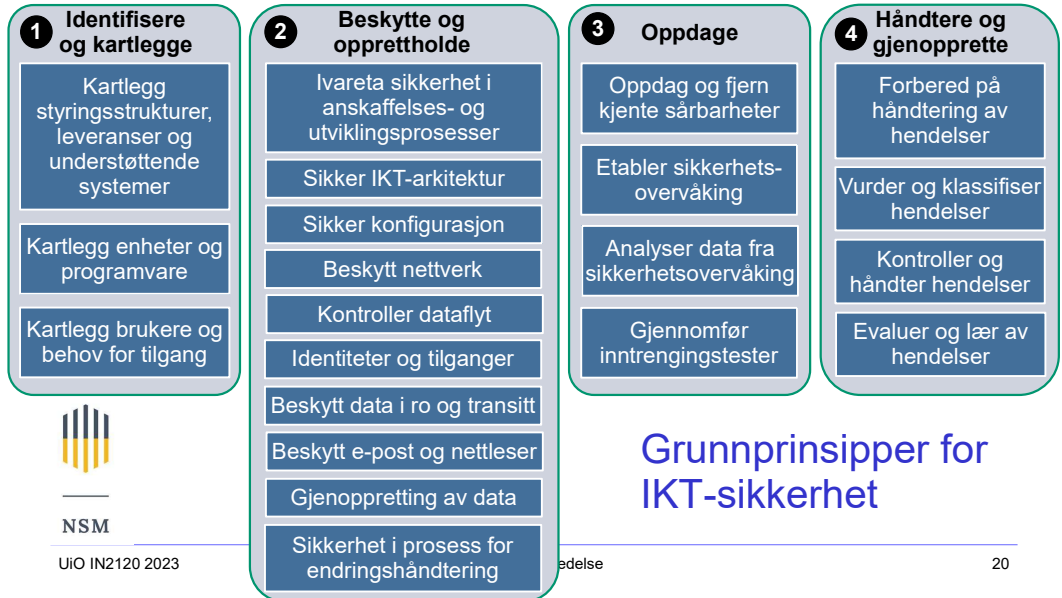 1
Identifisere
og kartlegge
Kartlegg
styringsstrukturer,
leveranser og
understøttende
systemer
Kartlegg enheter og
programvare
Kartlegg brukere og
behov for tilgang
2
Beskytte og
opprettholde
Ivareta sikkerhet i
anskaffelses- og
utviklingsprosesser
Sikker IKT-arkitektur
Sikker konfigurasjon
Beskytt nettverk
Kontroller dataflyt
Identiteter og tilganger
Beskytt data i ro og transitt
Beskytt e-post og nettleser
Gjenoppretting av data
Sikkerhet i prosess for
endringshåndtering
3
Oppdage
Oppdag og fjern
kjente sårbarheter
Etabler sikkerhets-
overvåking
Analyser data fra
sikkerhetsovervåking
Gjennomfør
inntrengingstester
4
Håndtere og
gjenopprette
Forbered på
håndtering av
hendelser
Vurder og klassifiser
hendelser
Kontroller og
håndter hendelser
Evaluer og lær av
hendelser
NSM
Grunnprinsipper for
IKT-sikkerhet
UiO IN2120 2023
edelse
20